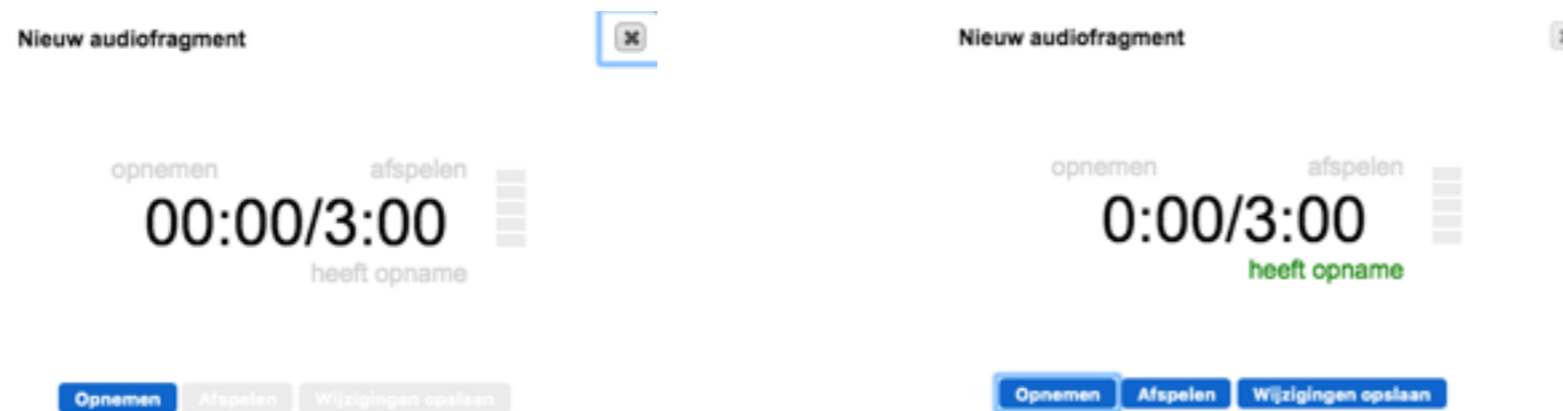 Nieuw audiofragment
opnemen afspelen
00:00/3:00
heeft opname
Opnemen Afspelen Wijzigingen opslaan
Nieuw audiofragment
opnemen afspelen
0:00/3:00
heeft opname
Opnemen Afspelen Wijzigingen opslaan